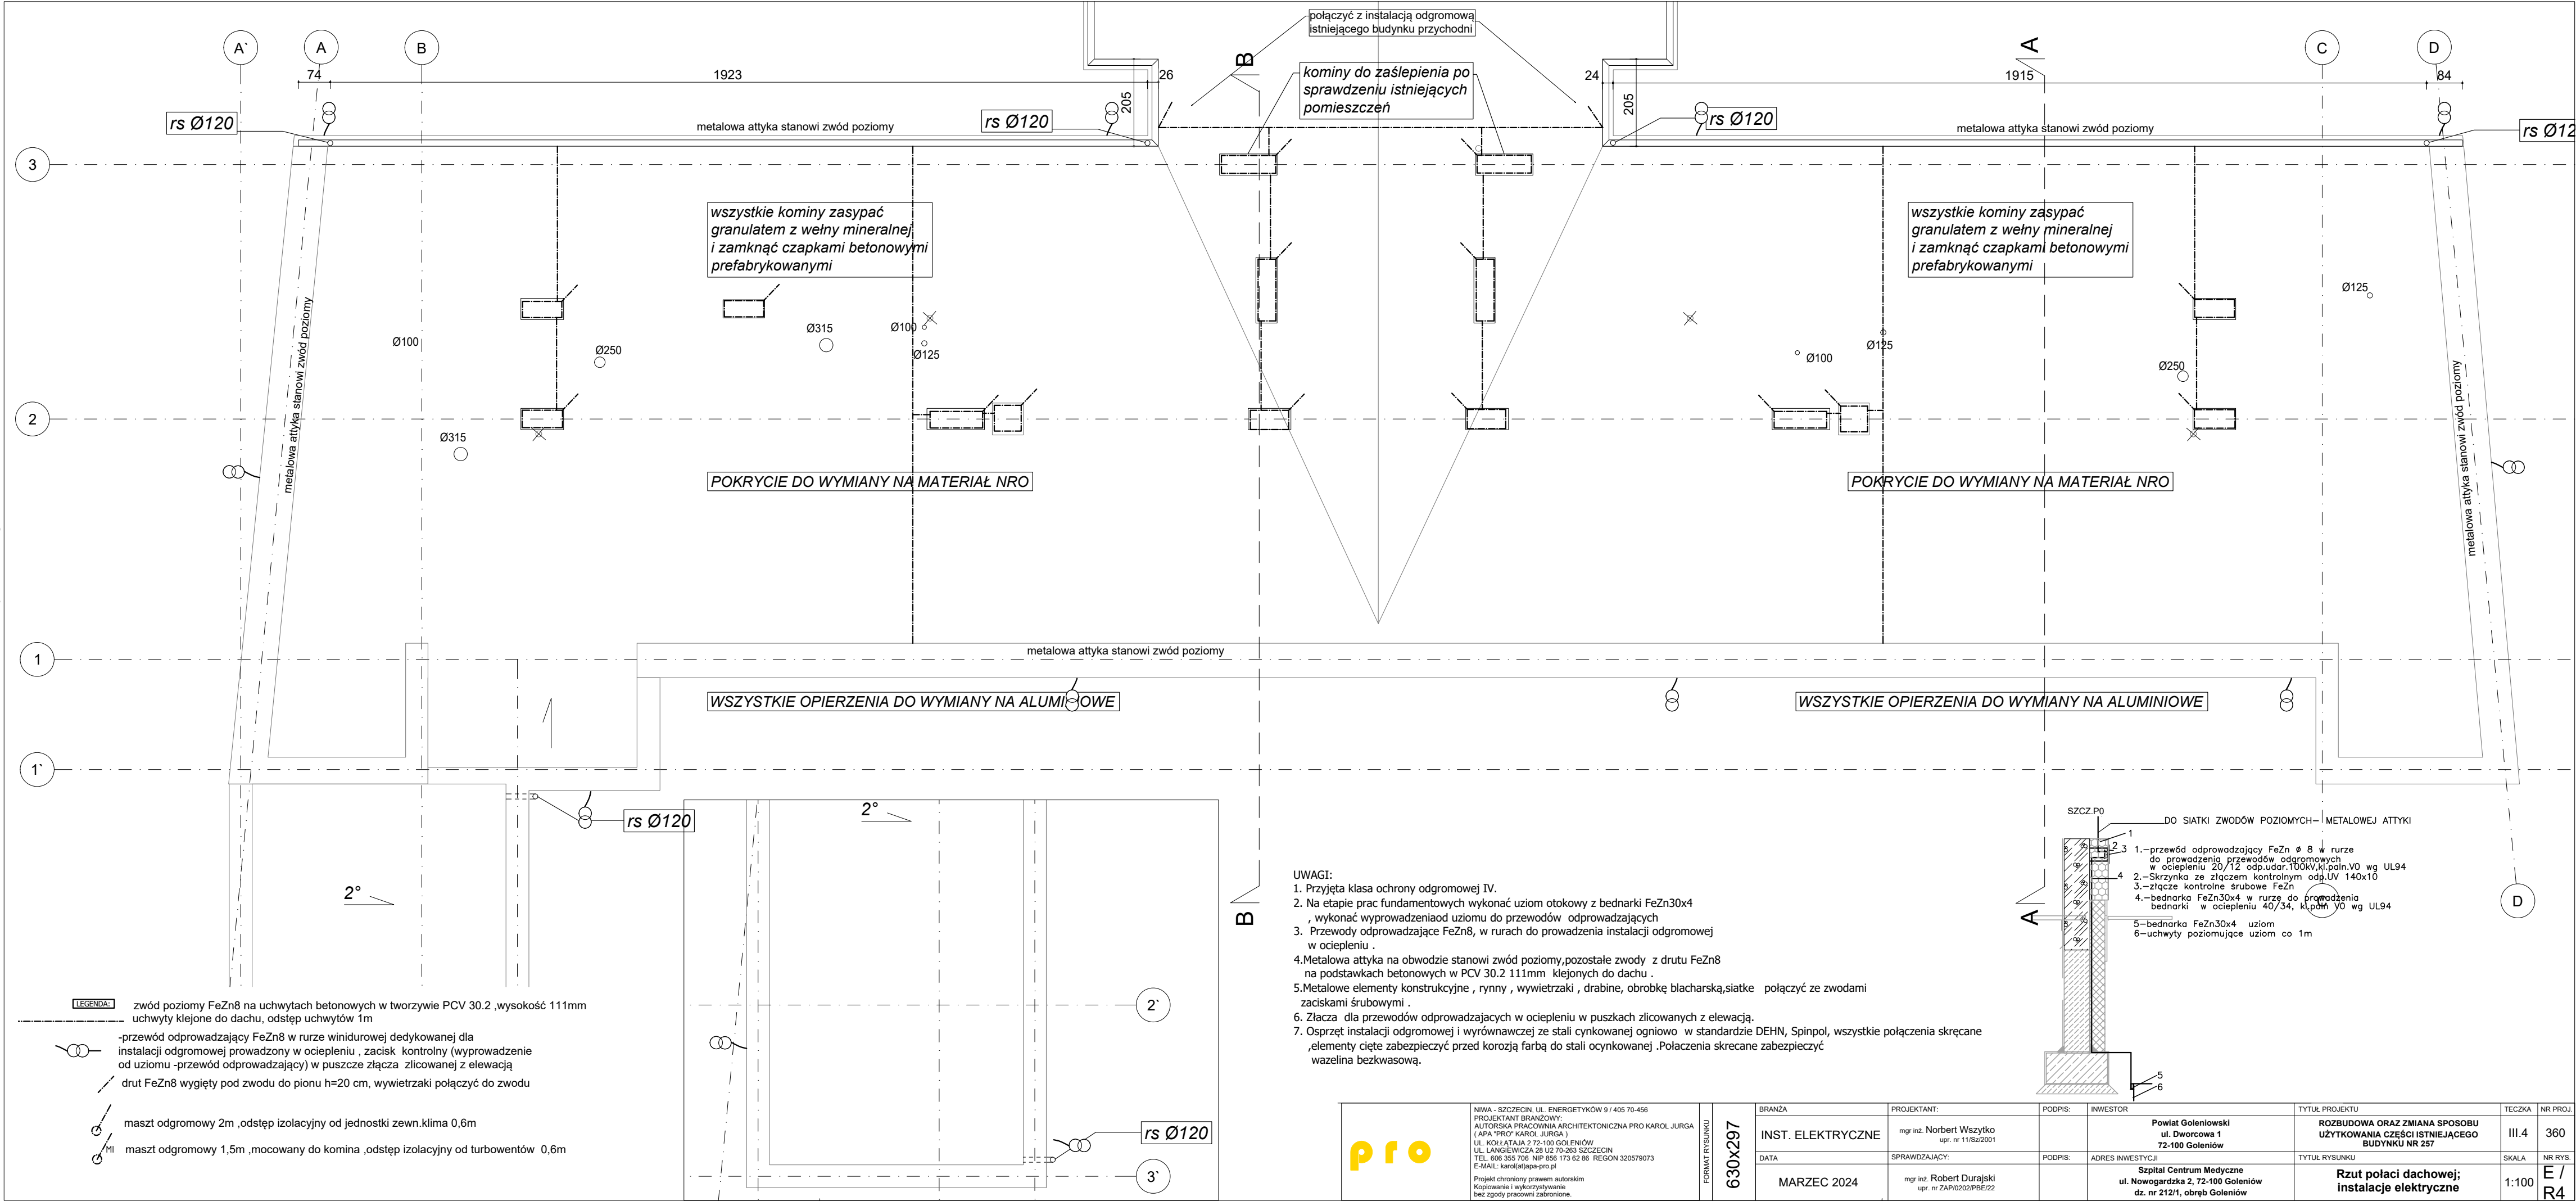 połączyć z instalacją odgromową
istniejącego budynku przychodni
A`
A
B
B
A
C
D
74
1923
26
205
kominy do zaślepienia po
sprawdzeniu istniejących
pomieszczeń
24
205
1915
84
rs Ø120
metalowa attyka stanowi zwód poziomy
rs Ø120
rs Ø120
metalowa attyka stanowi zwód poziomy
rs Ø12
3
wszystkie kominy zasypać
granulatem z wełny mineralnej
i zamknąć czapkami betonowymi
prefabrykowanymi
wszystkie kominy zasypać
granulatem z wełny mineralnej
i zamknąć czapkami betonowymi
prefabrykowanymi
metalowa attyka stanowi zwód poziomy
Ø100
Ø250
Ø315
Ø100
Ø125
Ø100
Ø125
Ø250
Ø125
metalowa attyka stanowi zwód poziomy
2
Ø315
POKRYCIE DO WYMIANY NA MATERIAŁ NRO
POKRYCIE DO WYMIANY NA MATERIAŁ NRO
1
metalowa attyka stanowi zwód poziomy
WSZYSTKIE OPIERZENIA DO WYMIANY NA ALUMINIOWE
WSZYSTKIE OPIERZENIA DO WYMIANY NA ALUMINIOWE
1`
rs Ø120
2°
2°
2`
rs Ø120
3`
B
A
C
D
SZCZ.P0
DO SIATKI ZWODÓW POZIOMYCH- METALOWEJ ATTYKI
1
2
3
4
5
6
1.-przewód odprowadzający FeZn Ø 8 w rurze
do prowadzenia przewodów odgromowych
w ociepleniu 20/12 odp.udar.100kV,kl.paln.V0 wg UL94
2.-Skrzynka ze złączem kontrolnym odp.UV 140x10
3.-złącze kontrolne śrubowe FeZn
4.-bednarka FeZn30x4 w rurze do prowadzenia
bednarki w ociepleniu 40/34, kl.paln V0 wg UL94
5-bednarka FeZn30x4 uziom
6-uchwyty poziomujące uziom co 1m
UWAGI:
1. Przyjęta klasa ochrony odgromowej IV.
2. Na etapie prac fundamentowych wykonać uziom otokowy z bednarki FeZn30x4
, wykonać wyprowadzeniaod uziomu do przewodów odprowadzających
3. Przewody odprowadzające FeZn8, w rurach do prowadzenia instalacji odgromowej
w ociepleniu .
4.Metalowa attyka na obwodzie stanowi zwód poziomy,pozostałe zwody z drutu FeZn8
na podstawkach betonowych w PCV 30.2 111mm klejonych do dachu .
5.Metalowe elementy konstrukcyjne , rynny , wywietrzaki , drabine, obrobkę blacharską,siatke połączyć ze zwodami
zaciskami śrubowymi .
6. Złacza dla przewodów odprowadzajacych w ociepleniu w puszkach zlicowanych z elewacją.
7. Osprzęt instalacji odgromowej i wyrównawczej ze stali cynkowanej ogniowo w standardzie DEHN, Spinpol, wszystkie połączenia skręcane
,elementy cięte zabezpieczyć przed korozją farbą do stali ocynkowanej .Połaczenia skrecane zabezpieczyć
wazelina bezkwasową.
LEGENDA:
zwód poziomy FeZn8 na uchwytach betonowych w tworzywie PCV 30.2 ,wysokość 111mm
uchwyty klejone do dachu, odstęp uchwytów 1m
-przewód odprowadzający FeZn8 w rurze winidurowej dedykowanej dla
instalacji odgromowej prowadzony w ociepleniu , zacisk kontrolny (wyprowadzenie
od uziomu -przewód odprowadzający) w puszcze złącza zlicowanej z elewacją
drut FeZn8 wygięty pod zwodu do pionu h=20 cm, wywietrzaki połączyć do zwodu
maszt odgromowy 2m ,odstęp izolacyjny od jednostki zewn.klima 0,6m
MI maszt odgromowy 1,5m ,mocowany do komina ,odstęp izolacyjny od turbowentów 0,6m
pro
NIWA - SZCZECIN, UL. ENERGETYKÓW 9 / 405 70-456
PROJEKTANT BRANŻOWY:
AUTORSKA PRACOWNIA ARCHITEKTONICZNA PRO KAROL JURGA
( APA "PRO" KAROL JURGA )
UL. KOŁŁĄTAJA 2 72-100 GOLENIÓW
UL. LANGIEWICZA 28 U2 70-263 SZCZECIN
TEL. 606 355 706 NIP 856 173 62 86 REGON 320579073
E-MAIL: karol(at)apa-pro.pl
Projekt chroniony prawem autorskim
Kopiowanie i wykorzystywanie
bez zgody pracowni zabronione.
FORMAT RYSUNKU
630x297
BRANŻA
INST. ELEKTRYCZNE
DATA
MARZEC 2024
PROJEKTANT:
mgr inż. Norbert Wszytko
upr. nr 11/Sz/2001
SPRAWDZAJĄCY:
mgr inż. Robert Durajski
upr. nr ZAP/0202/PBE/22
PODPIS:
PODPIS:
INWESTOR
Powiat Goleniowski
ul. Dworcowa 1
72-100 Goleniów
ADRES INWESTYCJI
Szpital Centrum Medyczne
ul. Nowogardzka 2, 72-100 Goleniów
dz. nr 212/1, obręb Goleniów
TYTUŁ PROJEKTU
ROZBUDOWA ORAZ ZMIANA SPOSOBU
UŻYTKOWANIA CZĘŚCI ISTNIEJĄCEGO
BUDYNKU NR 257
TYTUŁ RYSUNKU
Rzut połaci dachowej;
instalacje elektryczne
TECZKA
III.4
NR PROJ.
360
SKALA
1:100
NR RYS.
E /
R4